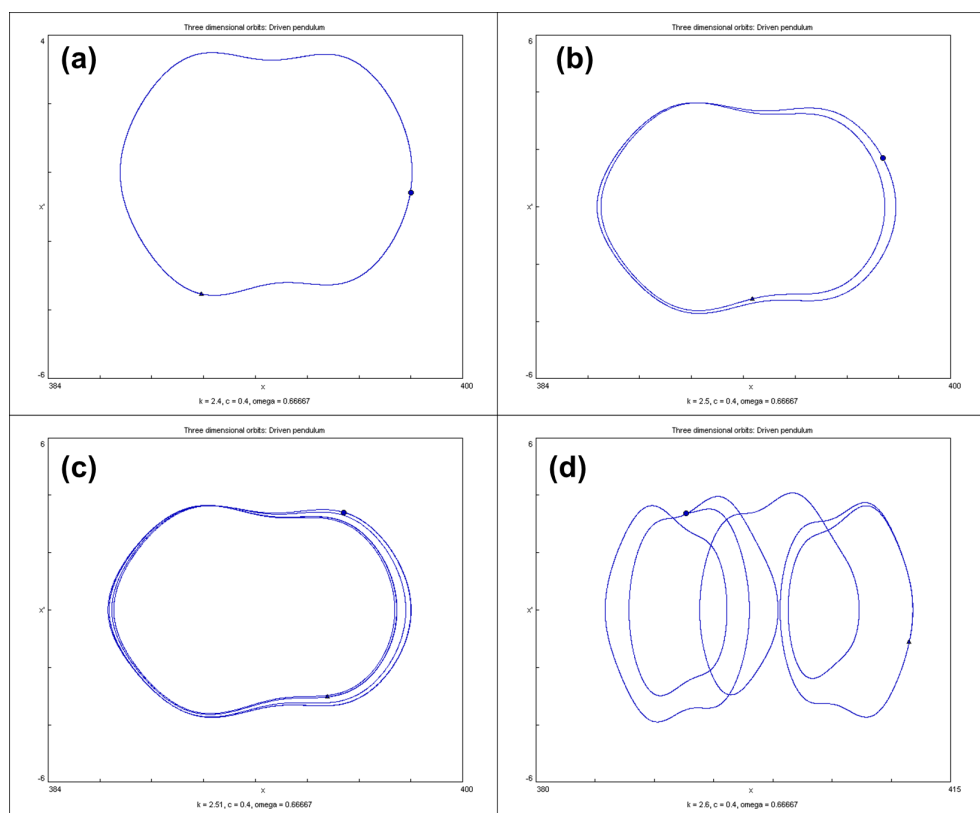 Three dimensional orbits: Driven pendulum
4
(a)
x'
-6
384
x
400
k = 2.4, c = 0.4, omega = 0.66667
Three dimensional orbits: Driven pendulum
6
(b)
x'
-6
384
x
400
k = 2.5, c = 0.4, omega = 0.66667
Three dimensional orbits: Driven pendulum
6
(c)
x'
-6
384
x
400
k = 2.51, c = 0.4, omega = 0.66667
Three dimensional orbits: Driven pendulum
6
(d)
x'
-6
380
x
415
k = 2.6, c = 0.4, omega = 0.66667